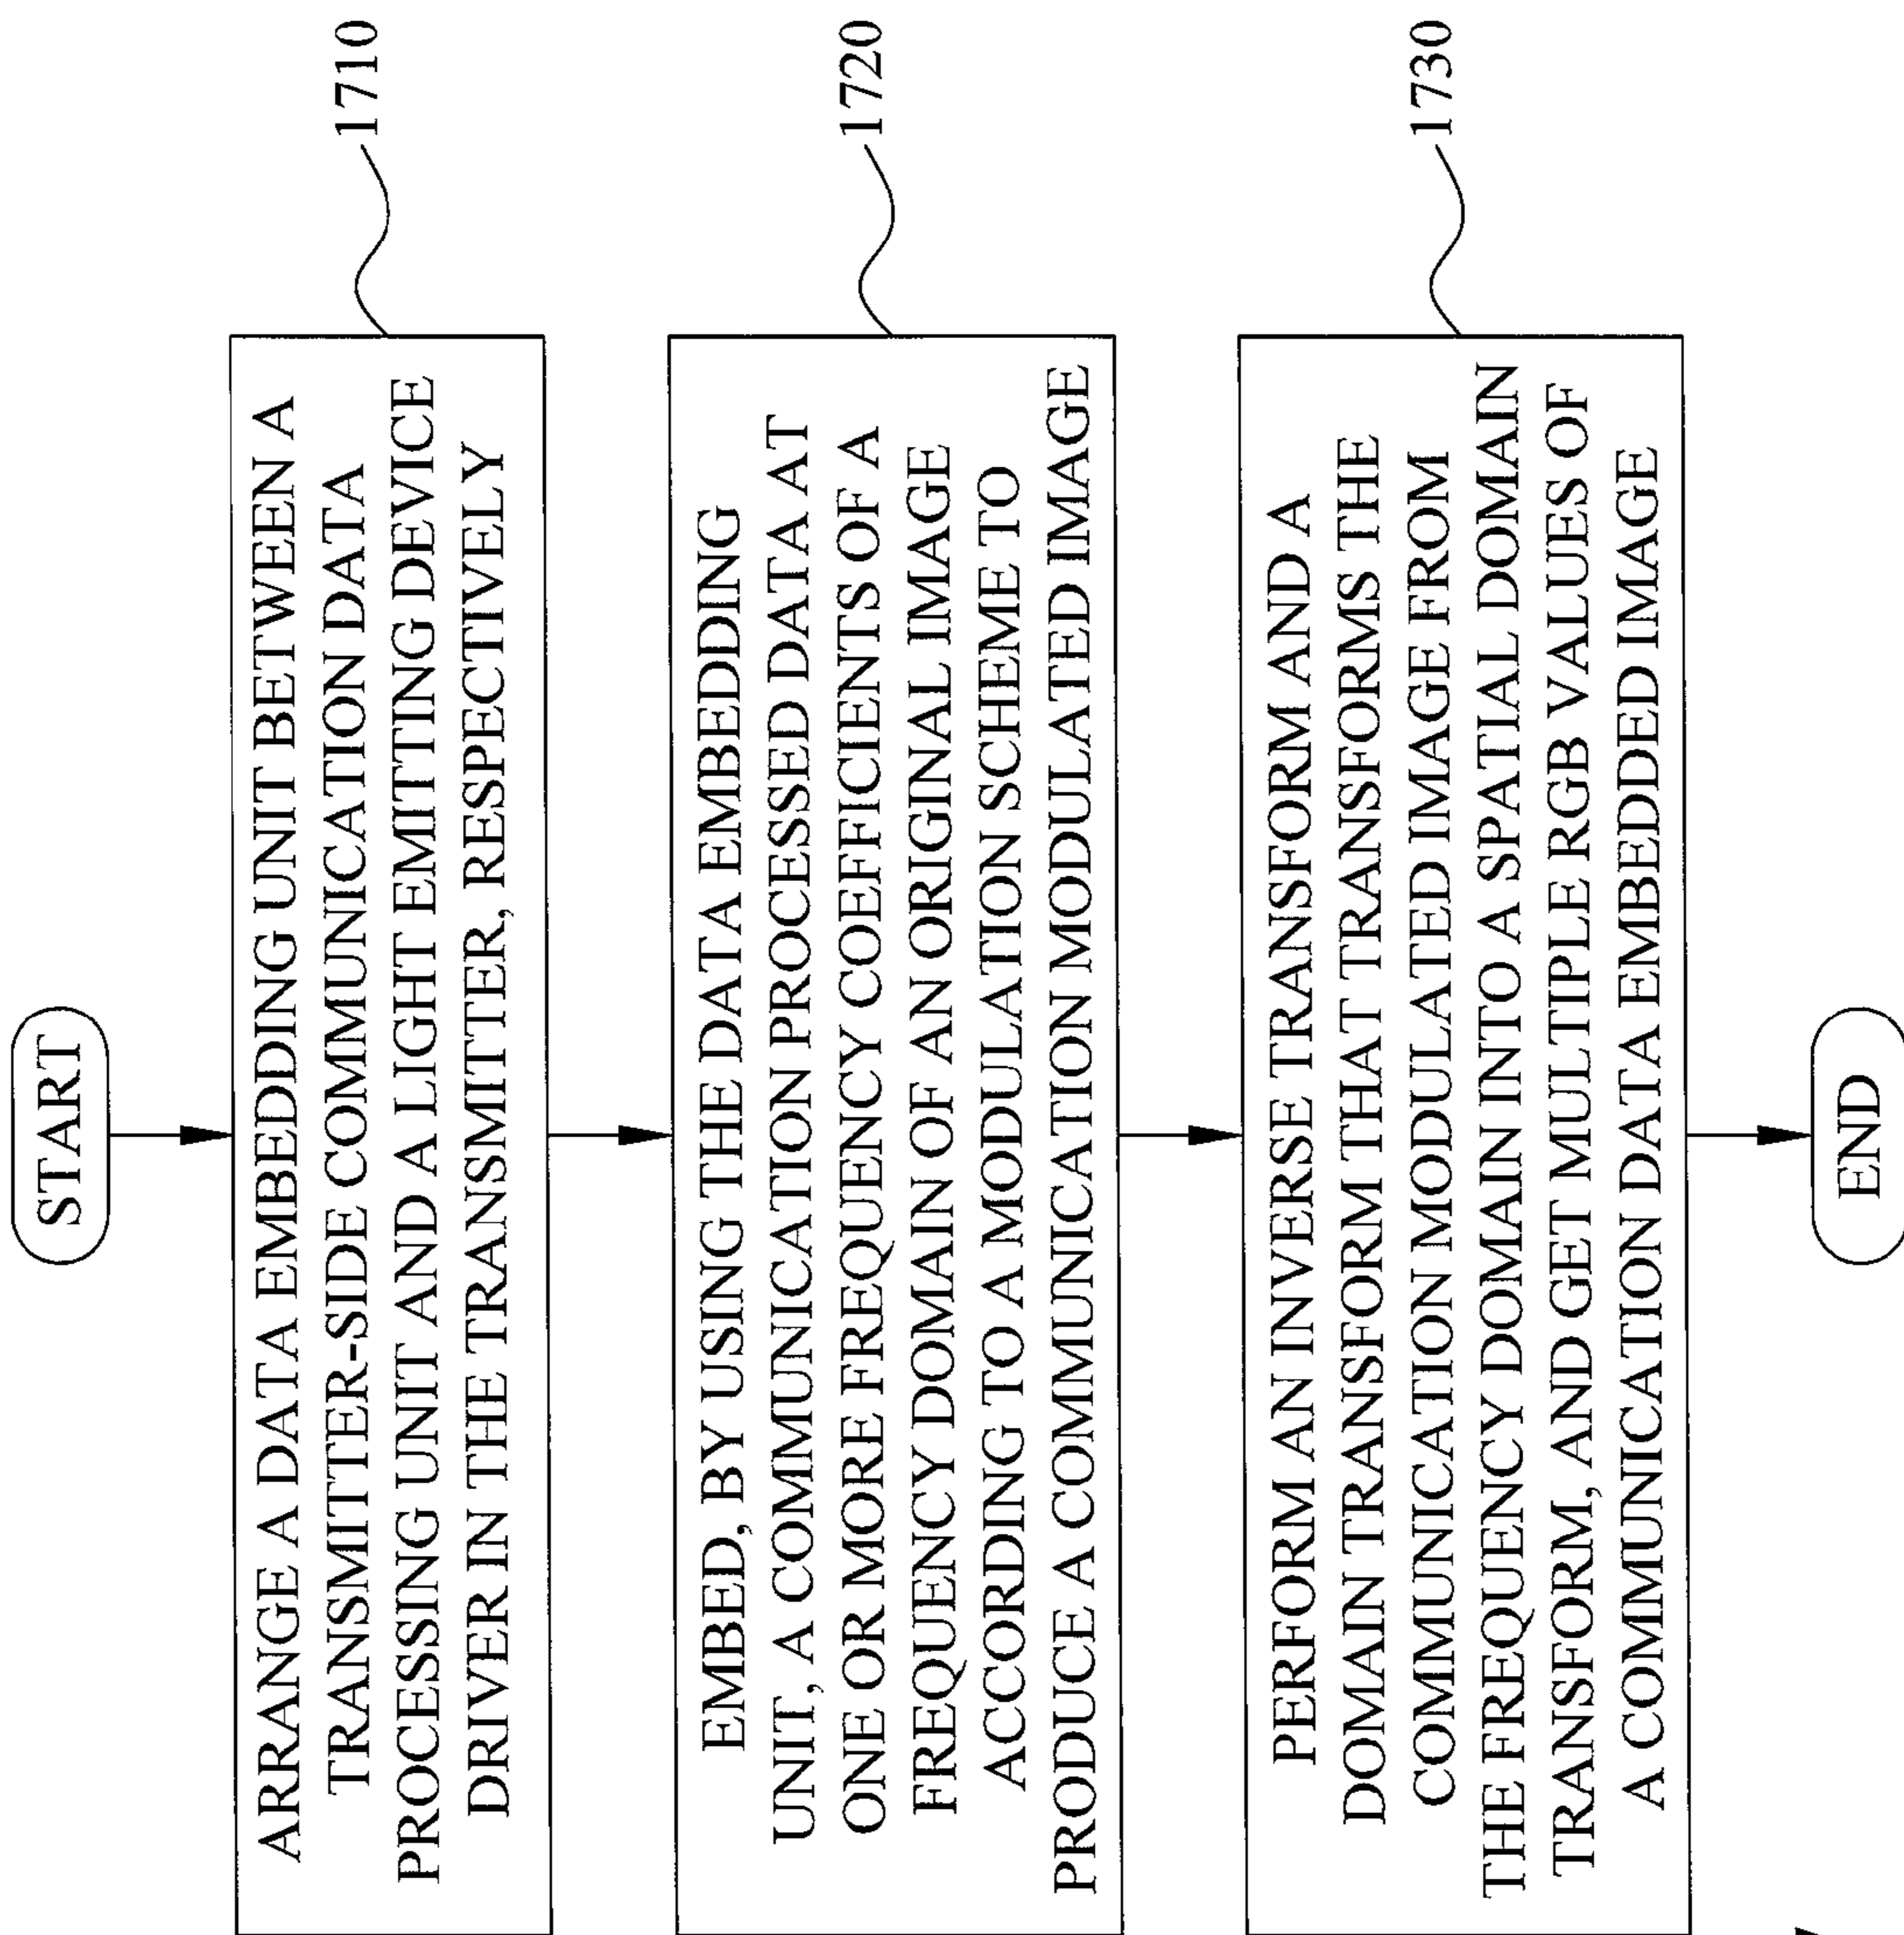 START
ARRANGE A DATA EMBEDDING UNIT BETWEEN A
TRANSMITTER-SIDE COMMUNICATION DATA
PROCESSING UNIT AND A LIGHT EMITTING DEVICE
DRIVER IN THE TRANSMITTER, RESPECTIVELY
1710
EMBED, BY USING THE DATA EMBEDDING
UNIT, A COMMUNICATION PROCESSED DATA AT
ONE OR MORE FREQUENCY COEFFICIENTS OF A
FREQUENCY DOMAIN OF AN ORIGINAL IMAGE
ACCORDING TO A MODULATION SCHEME TO
PRODUCE A COMMUNICATION MODULATED IMAGE
1720
PERFORM AN INVERSE TRANSFORM AND A
DOMAIN TRANSFORM THAT TRANSFORMS THE
COMMUNICATION MODULATED IMAGE FROM
THE FREQUENCY DOMAIN INTO A SPATIAL DOMAIN
TRANSFORM, AND GET MULTIPLE RGB VALUES OF
A COMMUNICATION DATA EMBEDDED IMAGE
1730
END